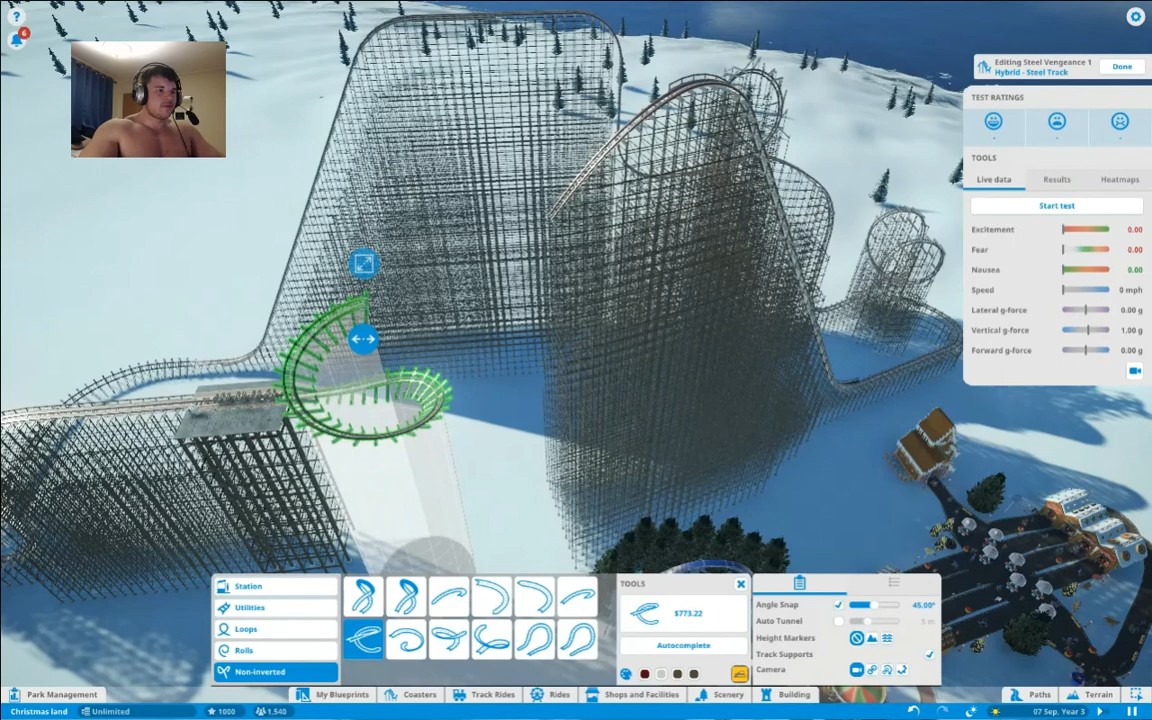 ?
6
Editing Steel Vengeance 1
Hybrid - Steel Track
Done
TEST RATINGS
- - -
TOOLS
Live data Results Heatmaps
Start test
Excitement 0.00
Fear 0.00
Nausea 0.00
Speed 0 mph
Lateral g-force 0.00 g
Vertical g-force 1.00 g
Forward g-force 0.00 g
Station
Utilities
Loops
Rolls
Non-inverted
TOOLS
$773.22
Autocomplete
Angle Snap 45.00°
Auto Tunnel 5 m
Height Markers
Track Supports
Camera
Park Management My Blueprints Coasters Track Rides Rides Shops and Facilities Scenery Building Paths Terrain
Christmas land Unlimited 1000 1,540 07 Sep. Year 3